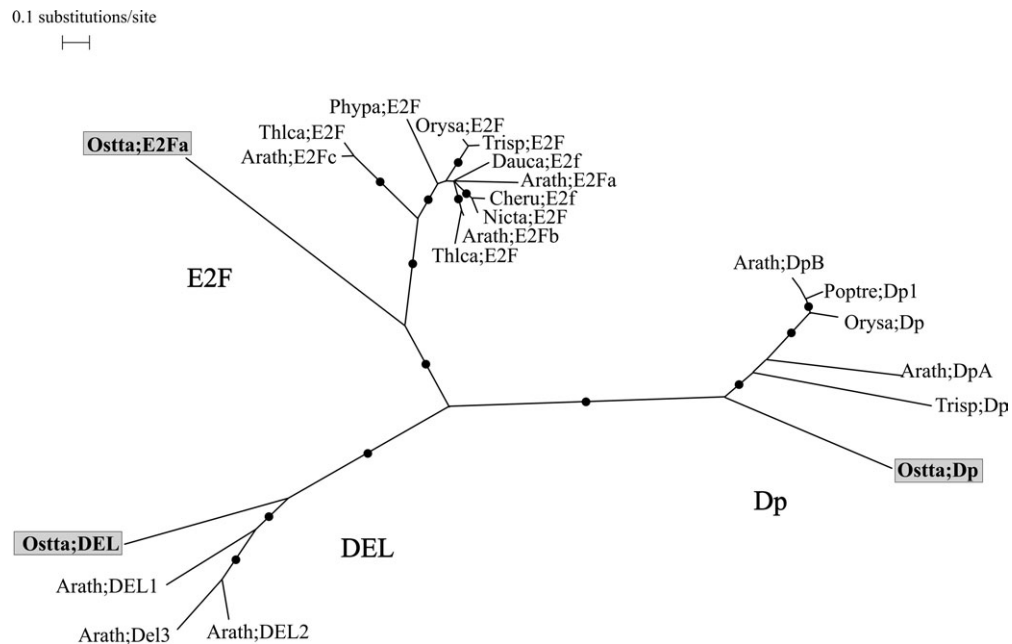 0.1 substitutions/site
Phypa;E2F
Orysa;E2F
Thlca;E2F
Trisp;E2F
Ostta;E2Fa
Arath;E2Fc
Dauca;E2f
Arath;E2Fa
Cheru;E2f
Nicta;E2F
Arath;E2Fb
Thlca;E2F
E2F
Arath;DpB
Poptre;Dp1
Orysa;Dp
Arath;DpA
Trisp;Dp
Ostta;Dp
Dp
Ostta;DEL
DEL
Arath;DEL1
Arath;Del3
Arath;DEL2